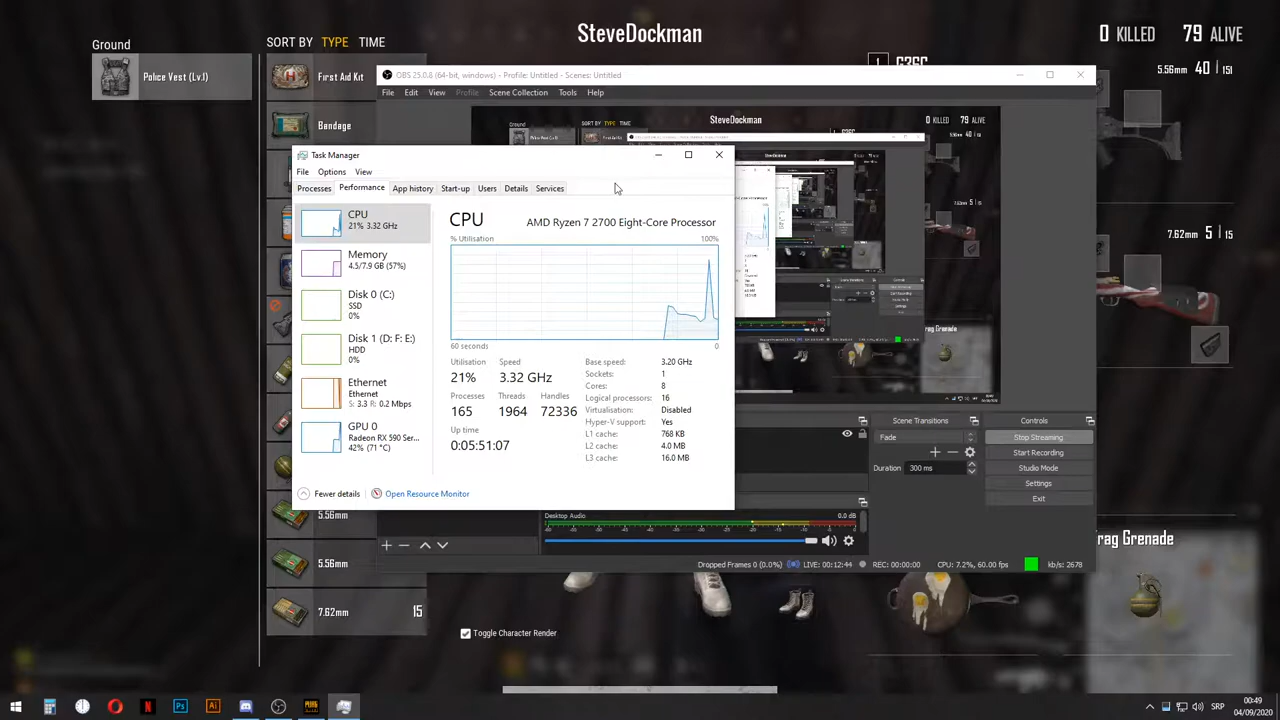 SteveDockman
0 KILLED 79 ALIVE
Ground
SORT BY TYPE TIME
Police Vest (Lv.1)
First Aid Kit
Bandage
5.56mm
5.56mm
7.62mm 15
5.56mm 40 | 151
7.62mm 5 | 15
Toggle Character Render
OBS 25.0.8 (64-bit, windows) - Profile: Untitled - Scenes: Untitled
File Edit View Profile Scene Collection Tools Help
SteveDockman
0 KILLED 79 ALIVE
Scene Transitions
Fade
Duration 300 ms
Controls
Stop Streaming
Start Recording
Studio Mode
Settings
Exit
Desktop Audio 0.0 dB
Dropped Frames 0 (0.0%) LIVE: 00:12:44 REC: 00:00:00 CPU: 7.2%, 60.00 fps kb/s: 2678
Task Manager
File Options View
Processes Performance App history Start-up Users Details Services
CPU
21% 3.32 GHz
Memory
4.5/7.9 GB (57%)
Disk 0 (C:)
SSD
0%
Disk 1 (D: F: E:)
HDD
0%
Ethernet
Ethernet
S: 3.3 R: 0.2 Mbps
GPU 0
Radeon RX 590 Ser...
42% (71 °C)
CPU AMD Ryzen 7 2700 Eight-Core Processor
% Utilisation 100%
60 seconds 0
Utilisation Speed
21% 3.32 GHz
Processes Threads Handles
165 1964 72336
Up time
0:05:51:07
Base speed: 3.20 GHz
Sockets: 1
Cores: 8
Logical processors: 16
Virtualisation: Disabled
Hyper-V support: Yes
L1 cache: 768 KB
L2 cache: 4.0 MB
L3 cache: 16.0 MB
Fewer details Open Resource Monitor
Grenade
SRP
00:49
04/09/2020